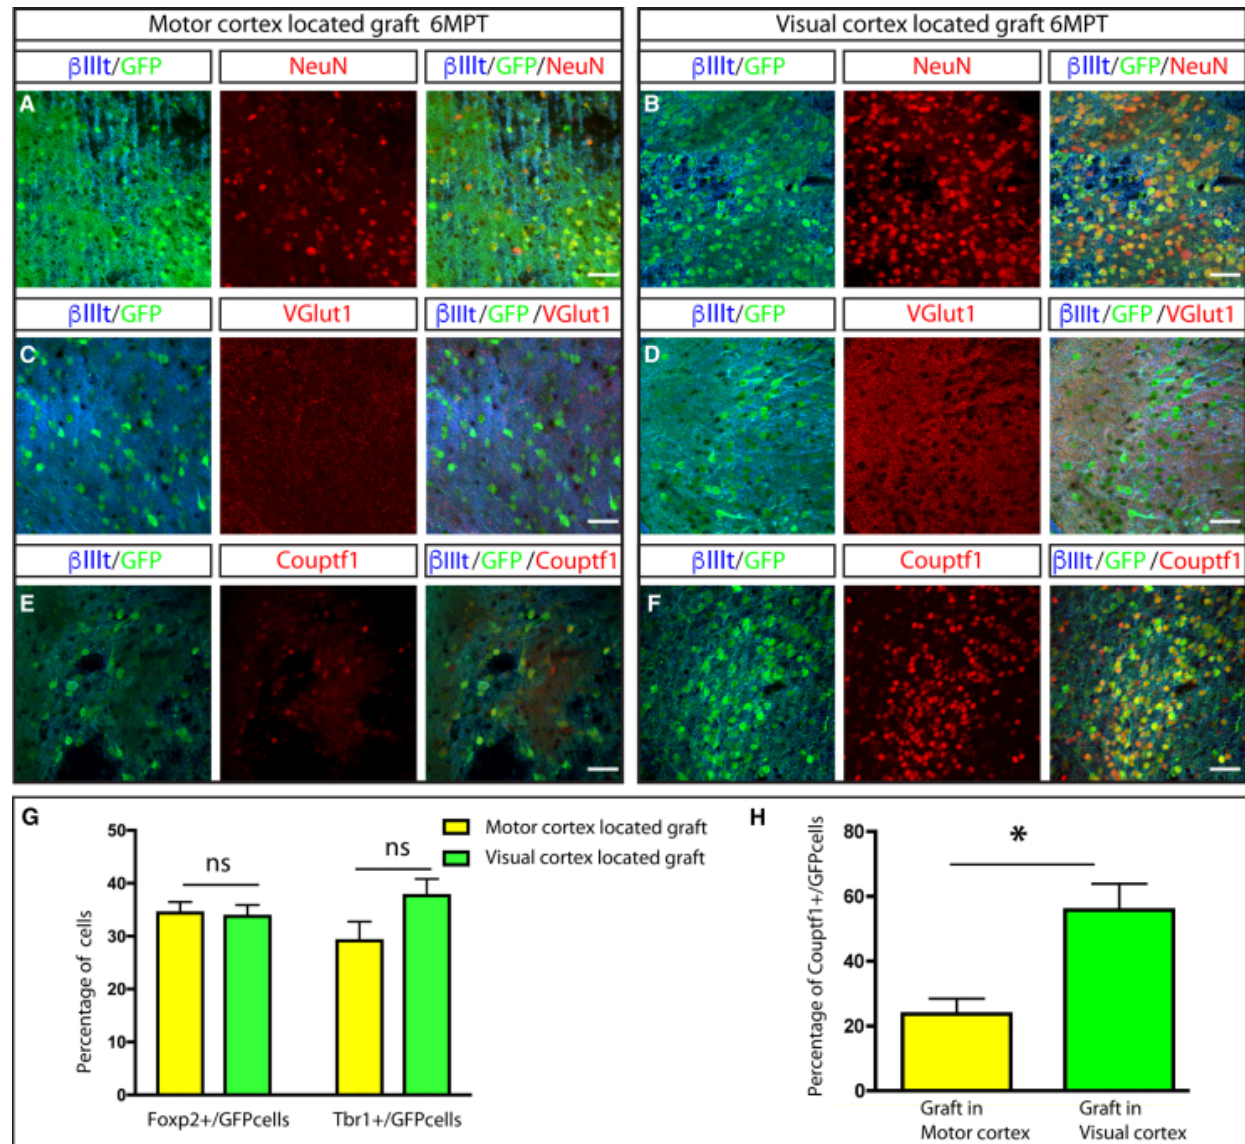 Motor cortex located graft 6MPT
Visual cortex located graft 6MPT
βIIIt/GFP
NeuN
βIIIt/GFP/NeuN
βIIIt/GFP
NeuN
βIIIt/GFP/NeuN
A
B
βIIIt/GFP
VGlut1
βIIIt/GFP/VGlut1
βIIIt/GFP
VGlut1
βIIIt/GFP/VGlut1
C
D
βIIIt/GFP
Couptf1
βIIIt/GFP/Couptf1
βIIIt/GFP
Couptf1
βIIIt/GFP/Couptf1
E
F
G
Percentage of cells
50
40
30
20
10
0
ns
ns
Motor cortex located graft
Visual cortex located graft
Foxp2+/GFPcells
Tbr1+/GFPcells
H
Percentage of Couptf1+/GFPcells
80
60
40
20
0
*
Graft in
Motor cortex
Graft in
Visual cortex